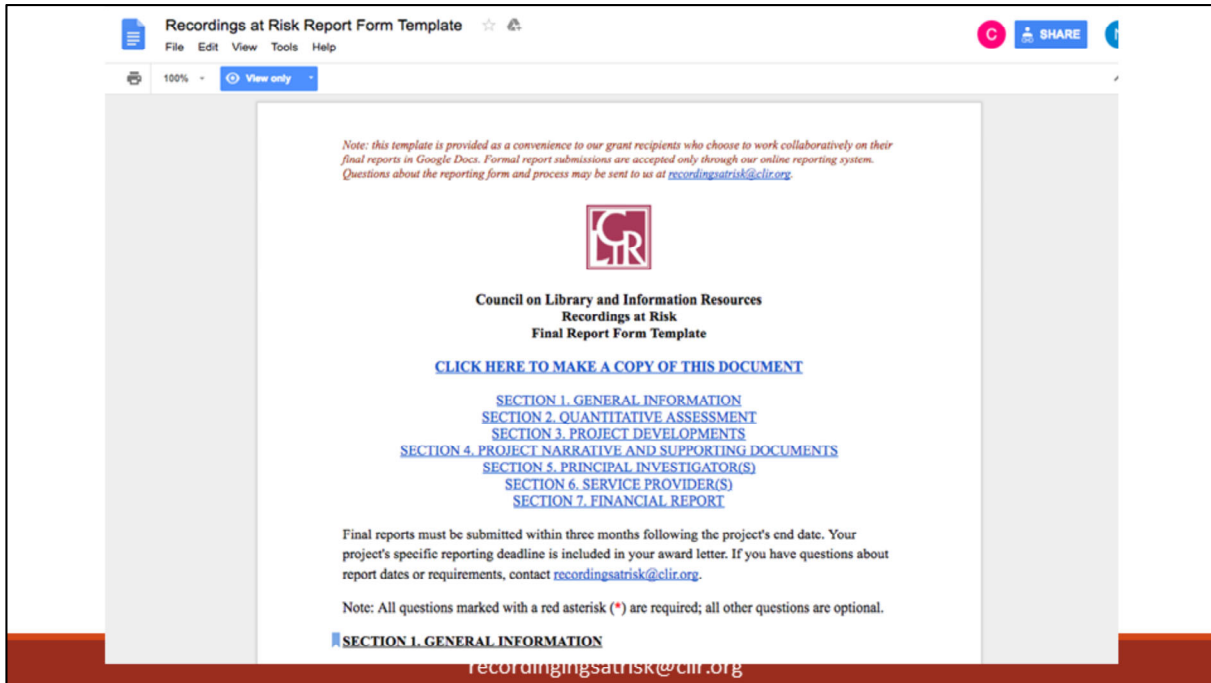 Recordings at Risk Report Form Template
File Edit View Tools Help
C
SHARE
100%
View only
Note: this template is provided as a convenience to our grant recipients who choose to work collaboratively on their
final reports in Google Docs. Formal report submissions are accepted only through our online reporting system.
Questions about the reporting form and process may be sent to us at recordingsatrisk@clir.org.
CLIR
Council on Library and Information Resources
Recordings at Risk
Final Report Form Template
CLICK HERE TO MAKE A COPY OF THIS DOCUMENT
SECTION 1. GENERAL INFORMATION
SECTION 2. QUANTITATIVE ASSESSMENT
SECTION 3. PROJECT DEVELOPMENTS
SECTION 4. PROJECT NARRATIVE AND SUPPORTING DOCUMENTS
SECTION 5. PRINCIPAL INVESTIGATOR(S)
SECTION 6. SERVICE PROVIDER(S)
SECTION 7. FINANCIAL REPORT
Final reports must be submitted within three months following the project's end date. Your
project's specific reporting deadline is included in your award letter. If you have questions about
report dates or requirements, contact recordingsatrisk@clir.org.
Note: All questions marked with a red asterisk (*) are required; all other questions are optional.
SECTION 1. GENERAL INFORMATION
recordingingsatrisk@clir.org